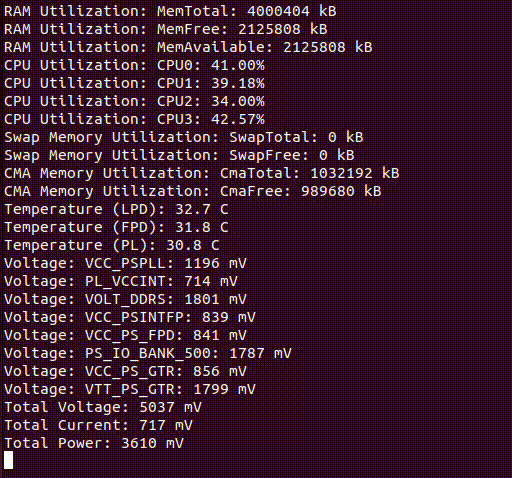 RAM Utilization: MemTotal: 4000404 kB
RAM Utilization: MemFree: 2125808 kB
RAM Utilization: MemAvailable: 2125808 kB
CPU Utilization: CPU0: 41.00%
CPU Utilization: CPU1: 39.18%
CPU Utilization: CPU2: 34.00%
CPU Utilization: CPU3: 42.57%
Swap Memory Utilization: SwapTotal: 0 kB
Swap Memory Utilization: SwapFree: 0 kB
CMA Memory Utilization: CmaTotal: 1032192 kB
CMA Memory Utilization: CmaFree: 989680 kB
Temperature (LPD): 32.7 C
Temperature (FPD): 31.8 C
Temperature (PL): 30.8 C
Voltage: VCC_PSPLL: 1196 mV
Voltage: PL_VCCINT: 714 mV
Voltage: VOLT_DDRS: 1801 mV
Voltage: VCC_PSINTFP: 839 mV
Voltage: VCC_PS_FPD: 841 mV
Voltage: PS_IO_BANK_500: 1787 mV
Voltage: VCC_PS_GTR: 856 mV
Voltage: VTT_PS_GTR: 1799 mV
Total Voltage: 5037 mV
Total Current: 717 mV
Total Power: 3610 mV